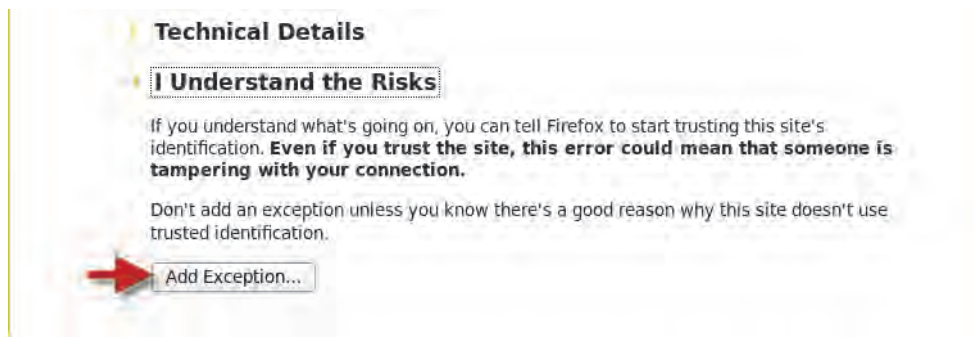 Technical Details
I Understand the Risks
If you understand what's going on, you can tell Firefox to start trusting this site's
identification. Even if you trust the site, this error could mean that someone is
tampering with your connection.
Don't add an exception unless you know there's a good reason why this site doesn't use
trusted identification.
Add Exception...